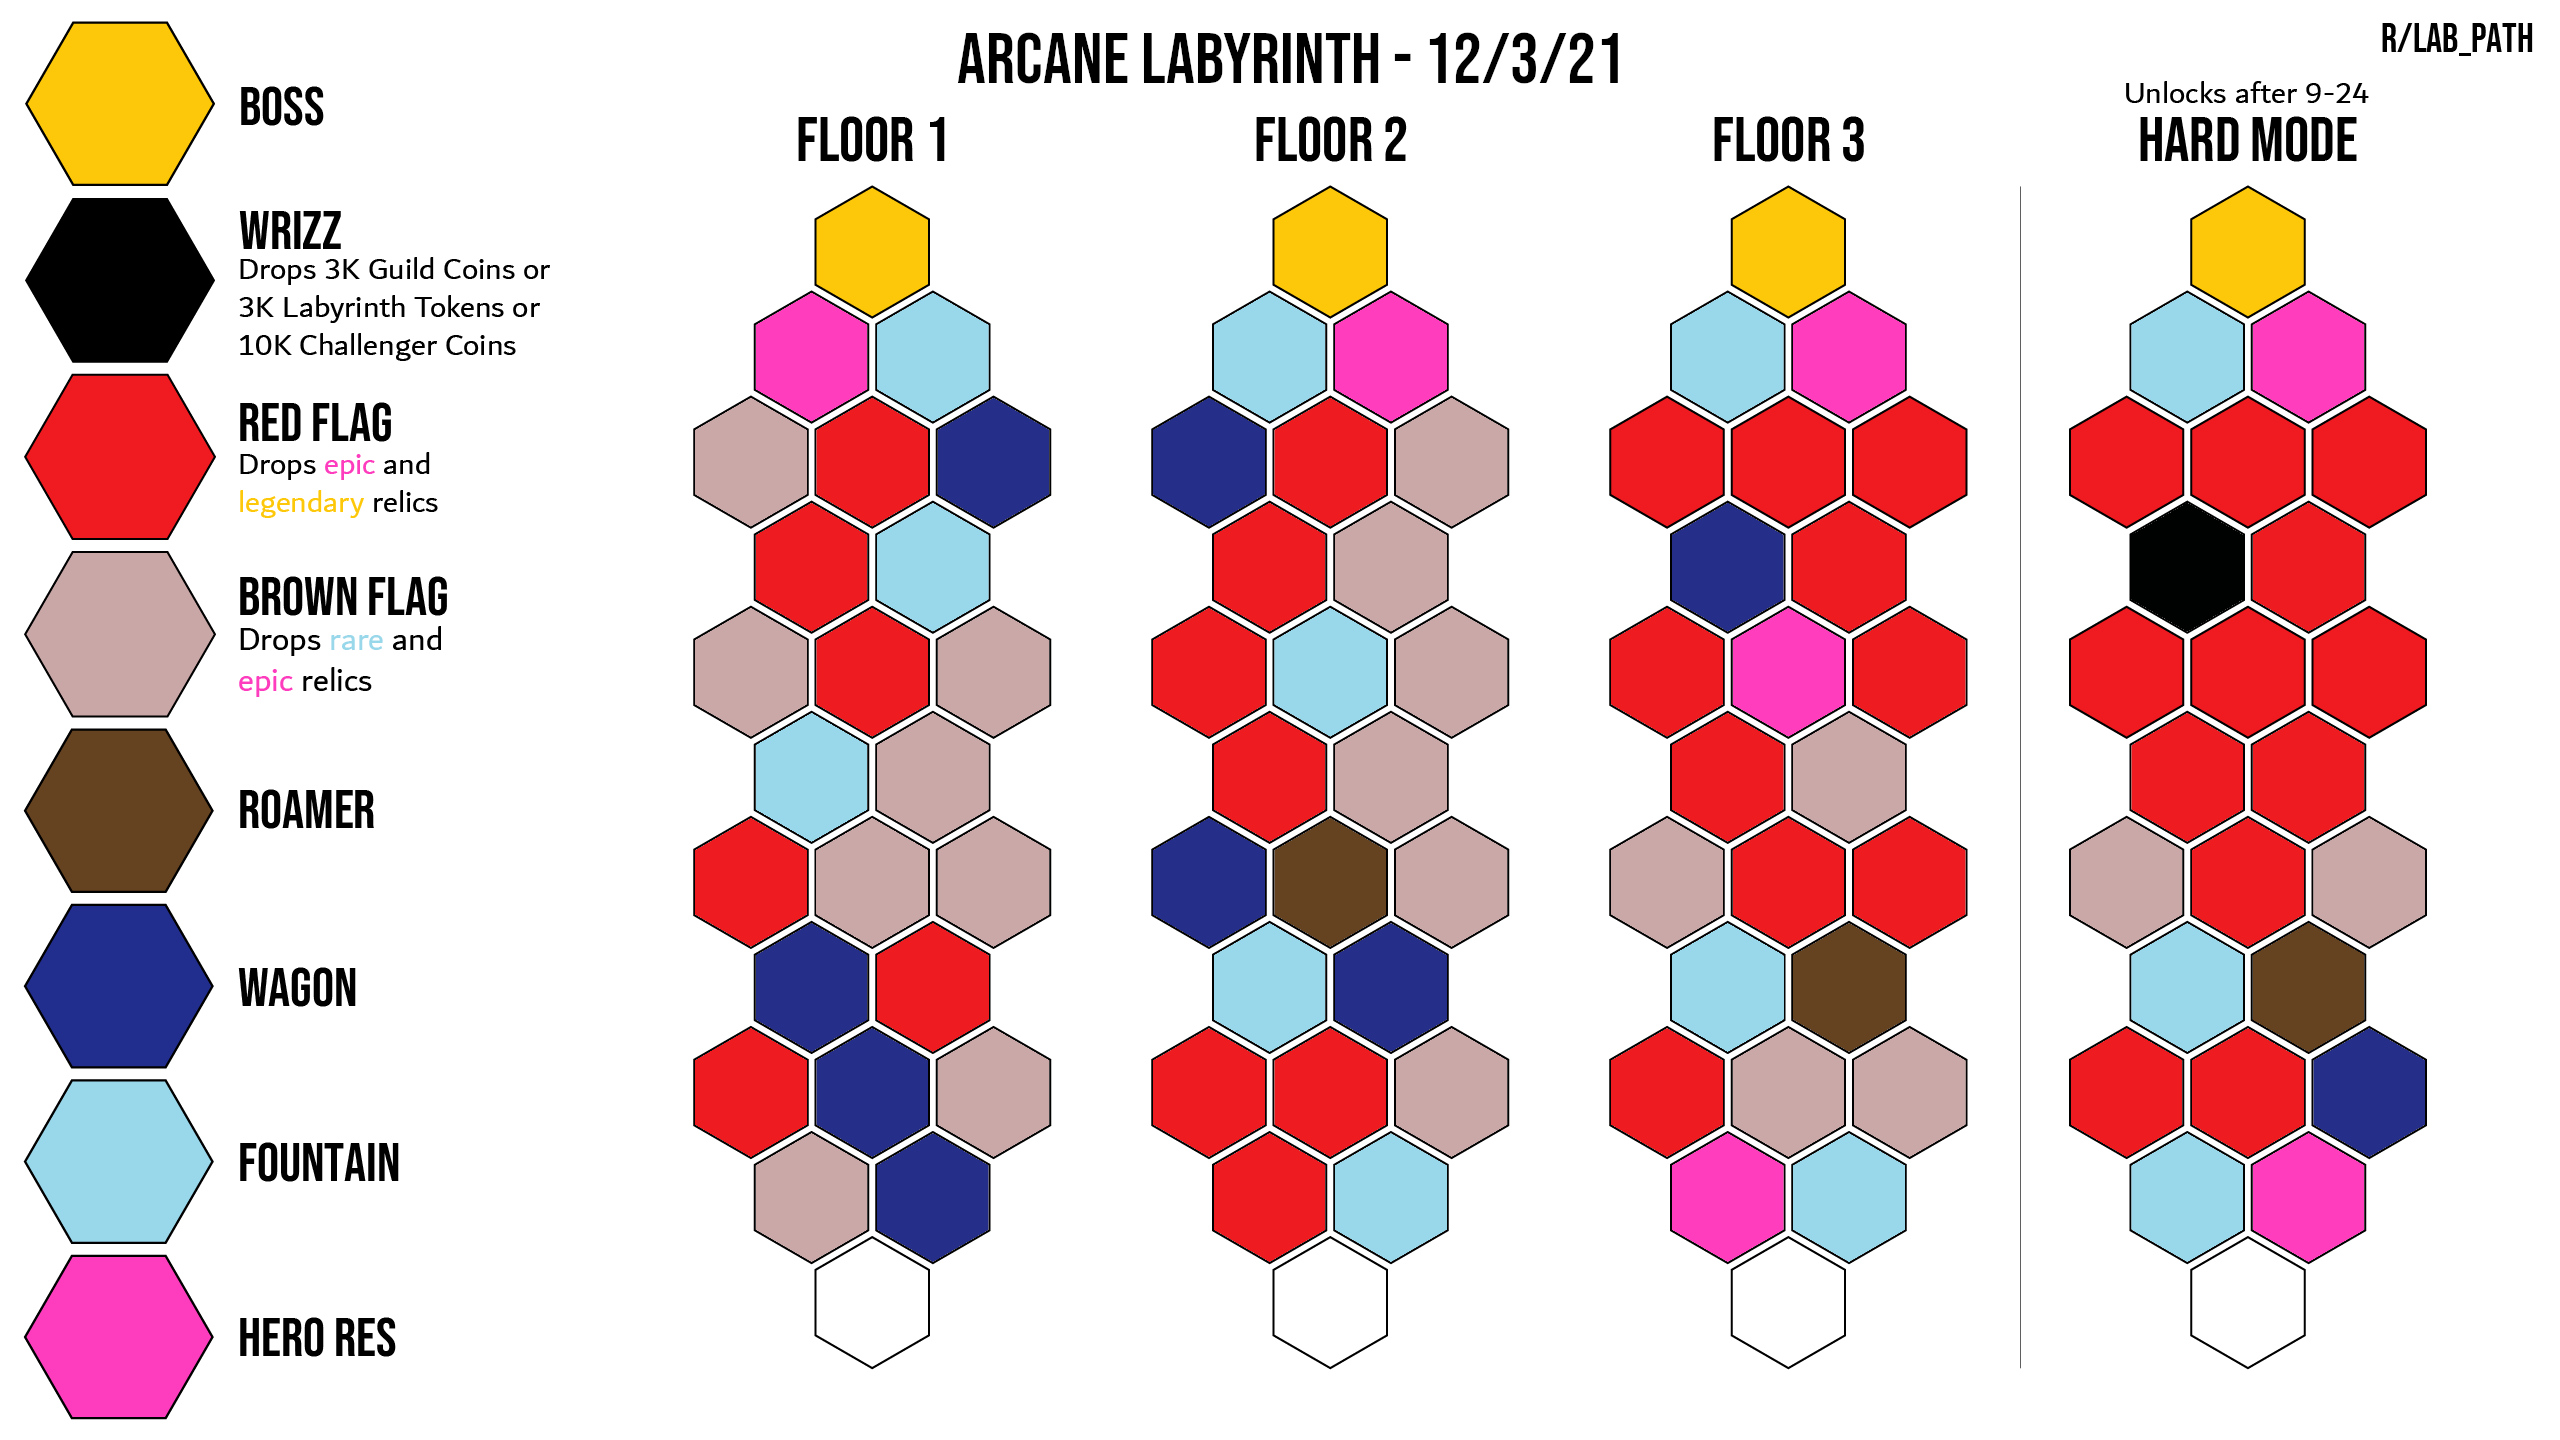 ARCANE LABYRINTH - 12/3/21
R/LAB_PATH
FLOOR 1
FLOOR 2
FLOOR 3
Unlocks after 9-24
HARD MODE
BOSS
WRIZZ
Drops 3K Guild Coins or
3K Labyrinth Tokens or
10K Challenger Coins
RED FLAG
Drops epic and
legendary relics
BROWN FLAG
Drops rare and
epic relics
ROAMER
WAGON
FOUNTAIN
HERO RES